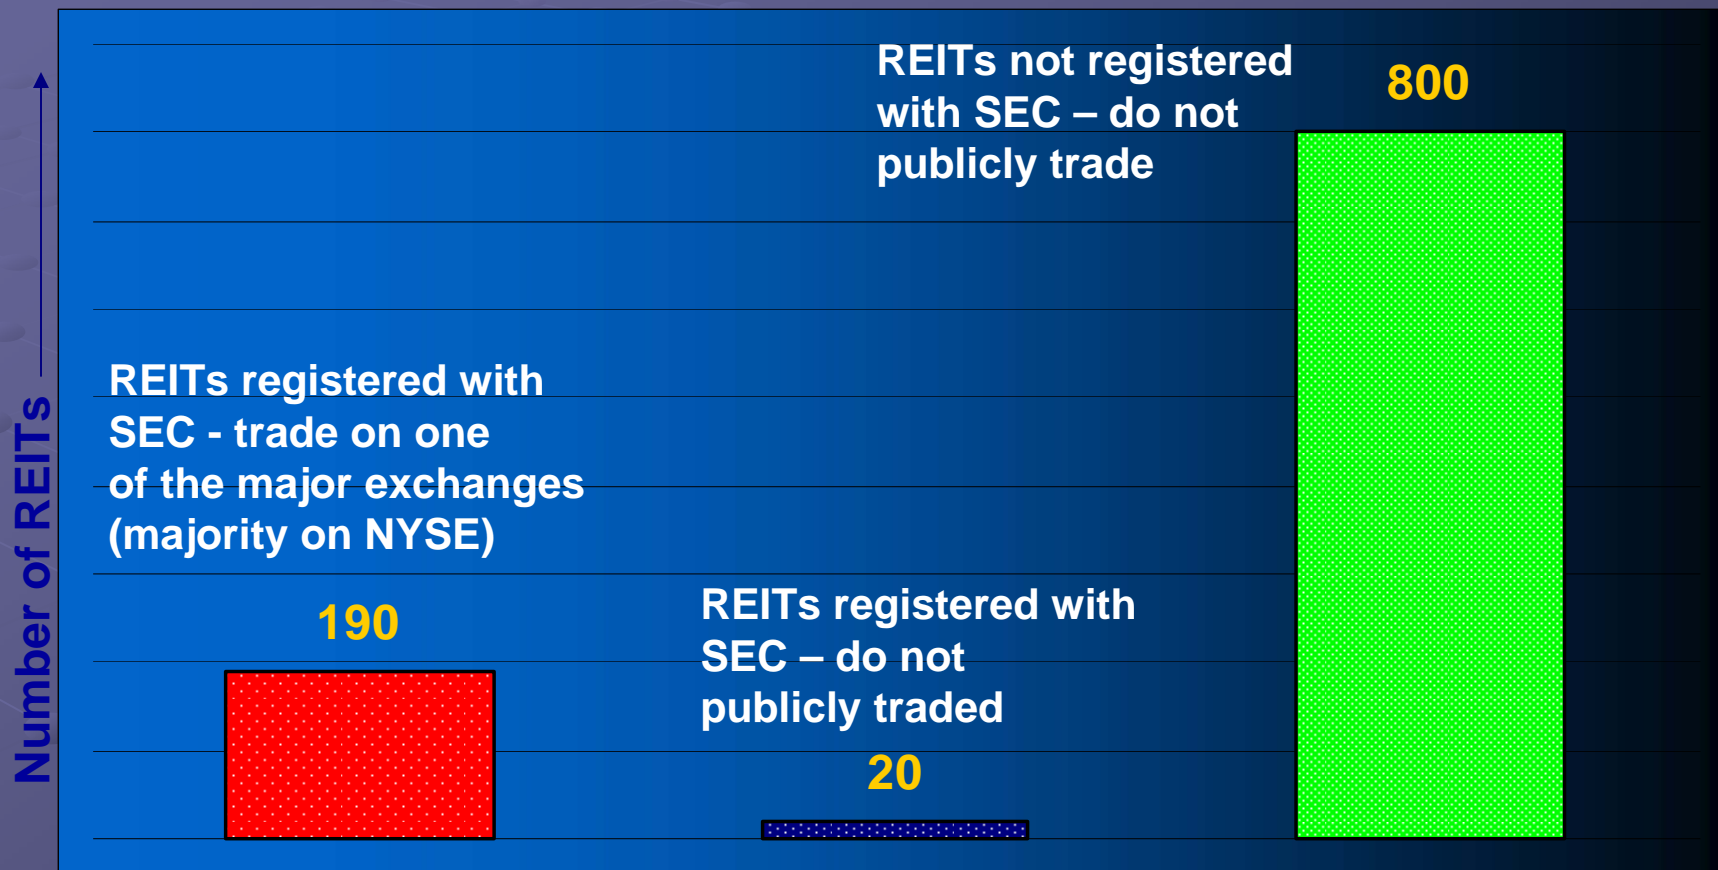 Number of REITs
REITs registered with
SEC - trade on one
of the major exchanges
(majority on NYSE)
190
REITs registered with
SEC – do not
publicly traded
20
REITs not registered
with SEC – do not
publicly trade
800